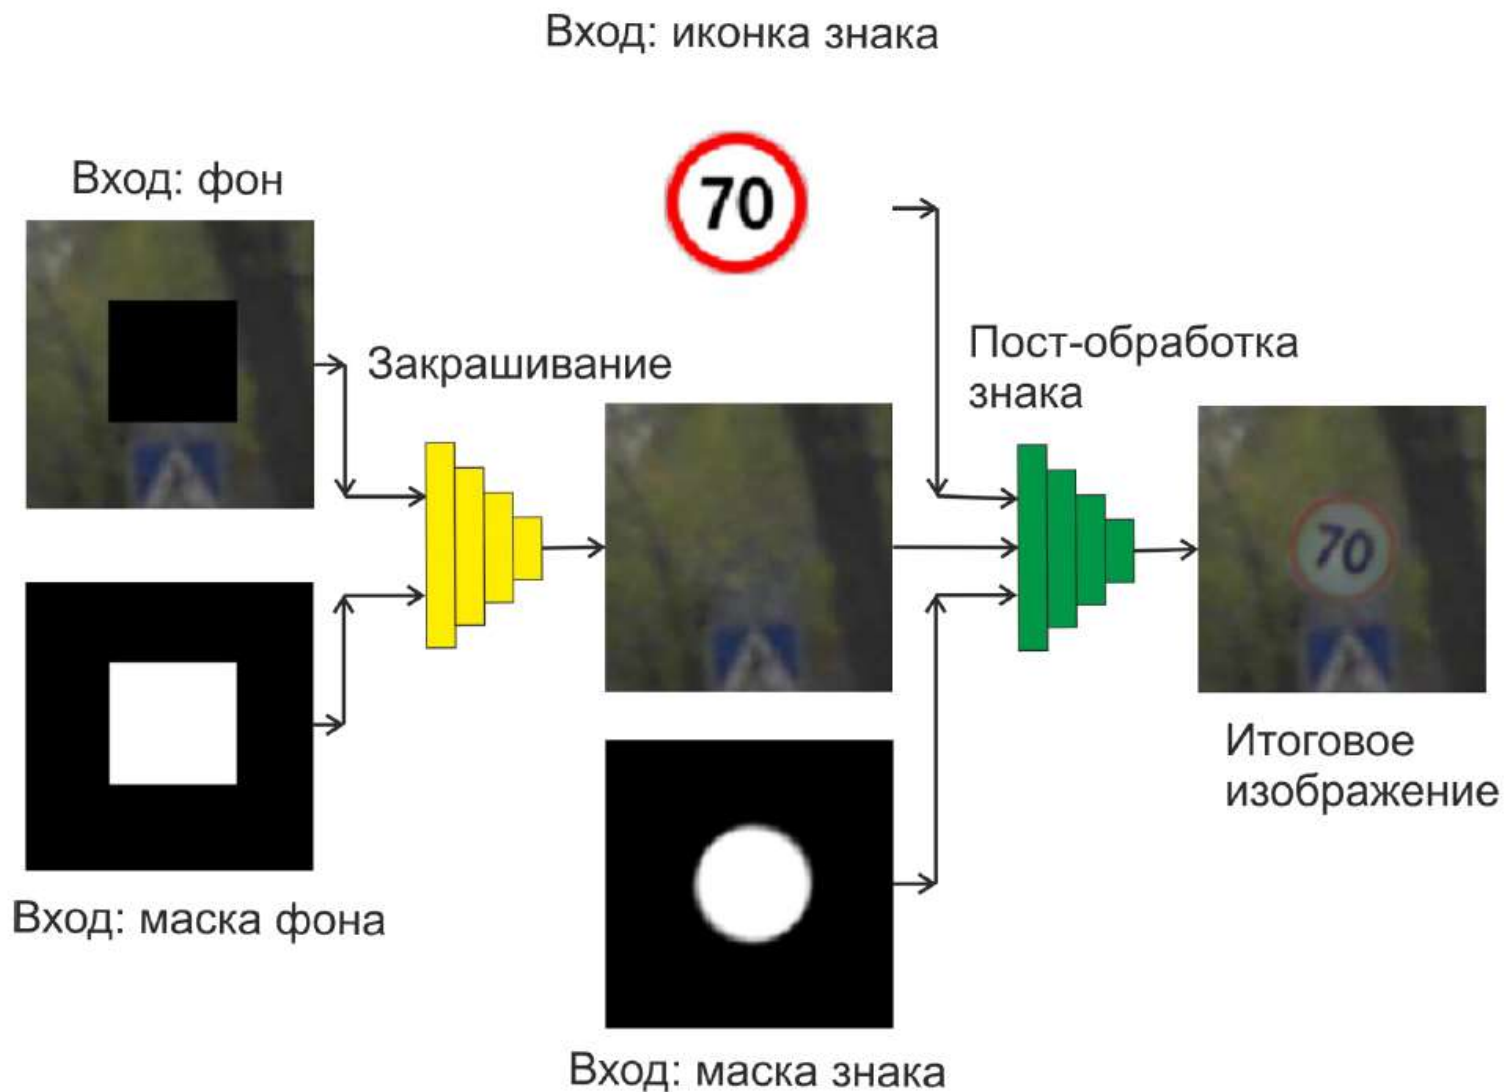 Вход: иконка знака
70
Вход: фон
Закрашивание
Пост-обработка
знака
70
Итоговое
изображение
Вход: маска фона
Вход: маска знака